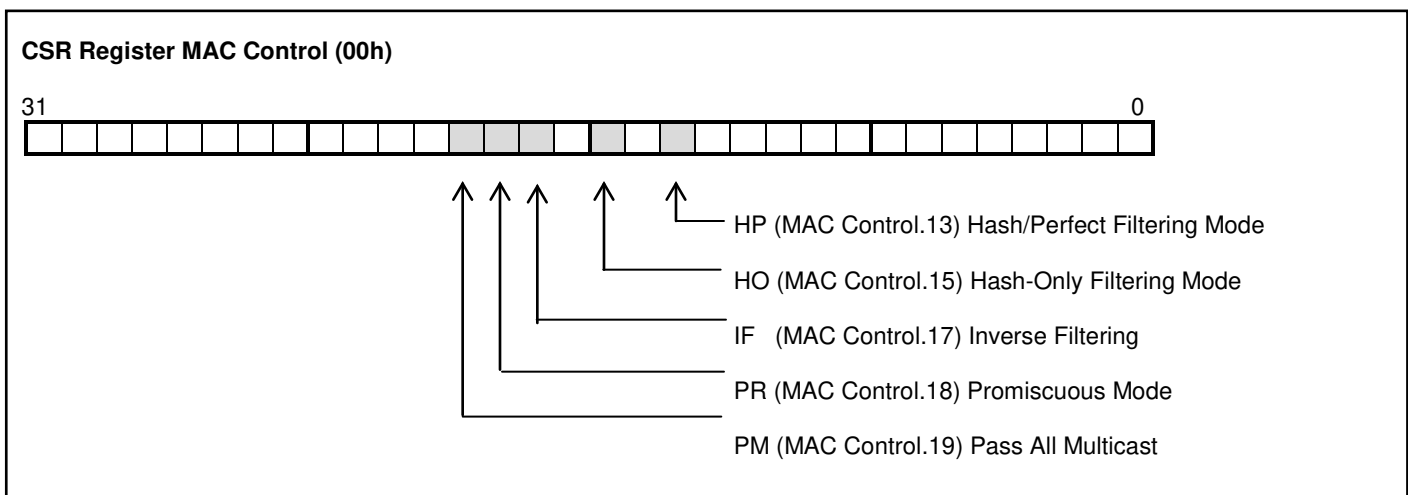 CSR Register MAC Control (00h)
31 0
HP (MAC Control.13) Hash/Perfect Filtering Mode
HO (MAC Control.15) Hash-Only Filtering Mode
IF (MAC Control.17) Inverse Filtering
PR (MAC Control.18) Promiscuous Mode
PM (MAC Control.19) Pass All Multicast